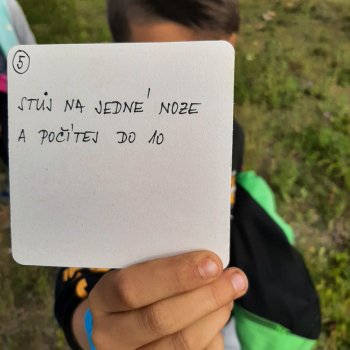 5
STŮJ NA JEDNÉ NOZE
A POČÍTEJ DO 10